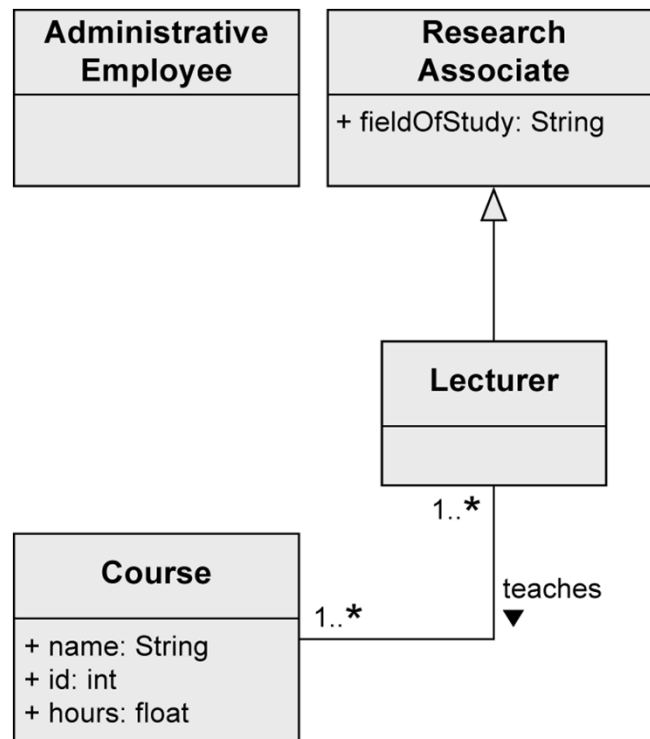 Administrative
Employee
Research
Associate
+ fieldOfStudy: String
Lecturer
1..*
teaches
Course
1..*
+ name: String
+ id: int
+ hours: float